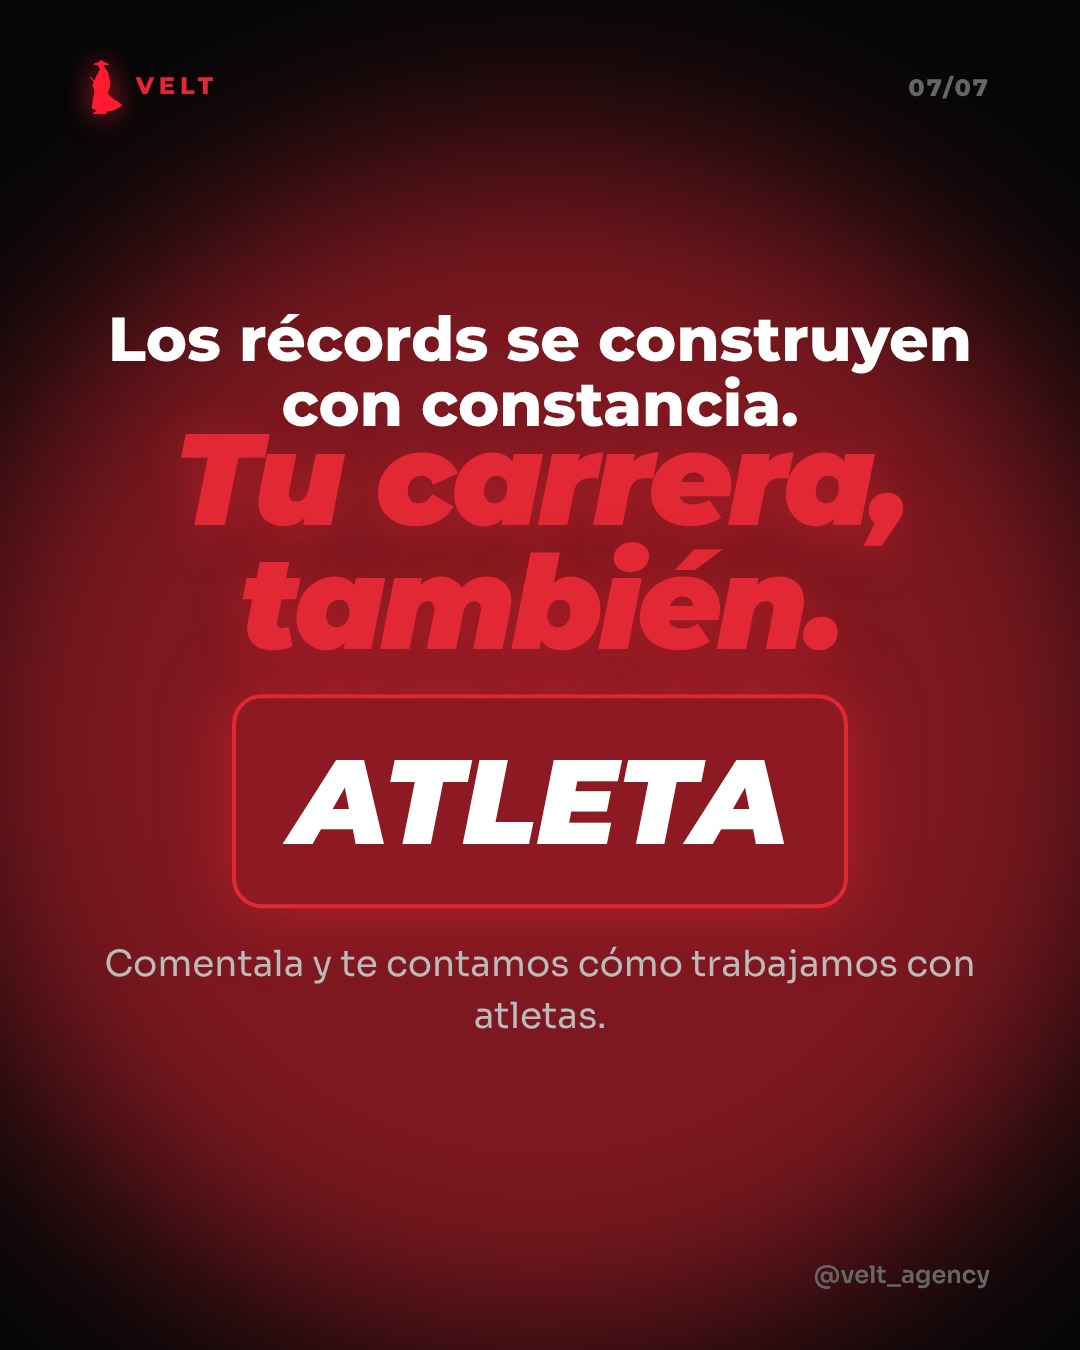 VELT
07/07
Los récords se construyen
con constancia.
Tu carrera,
también.
ATLETA
Comentala y te contamos cómo trabajamos con
atletas.
@velt_agency